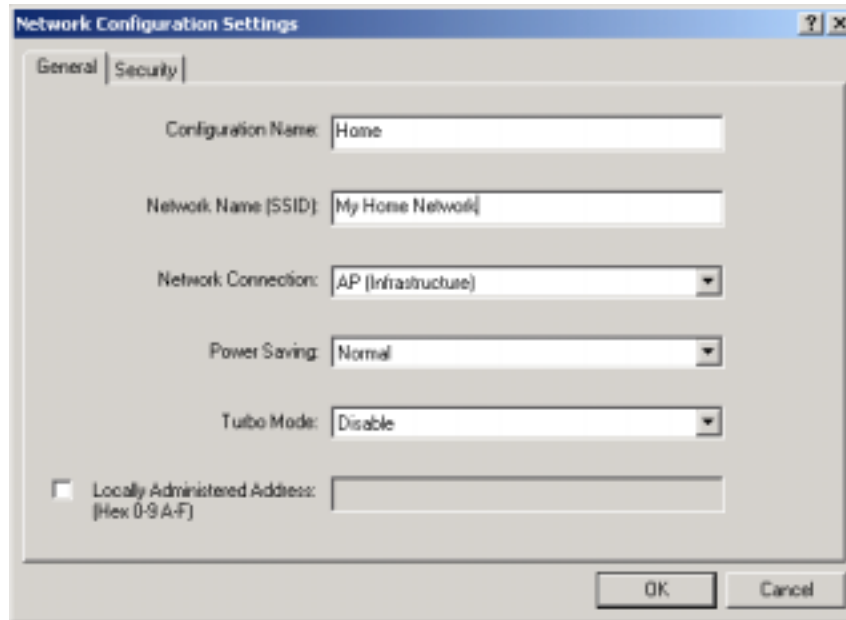 Network Configuration Settings
General Security
Configuration Name: Home
Network Name (SSID): My Home Network
Network Connection: AP (Infrastructure)
Power Saving: Normal
Turbo Mode: Disable
Locally Administered Address:
(Hex 0-9 A-F)
OK Cancel